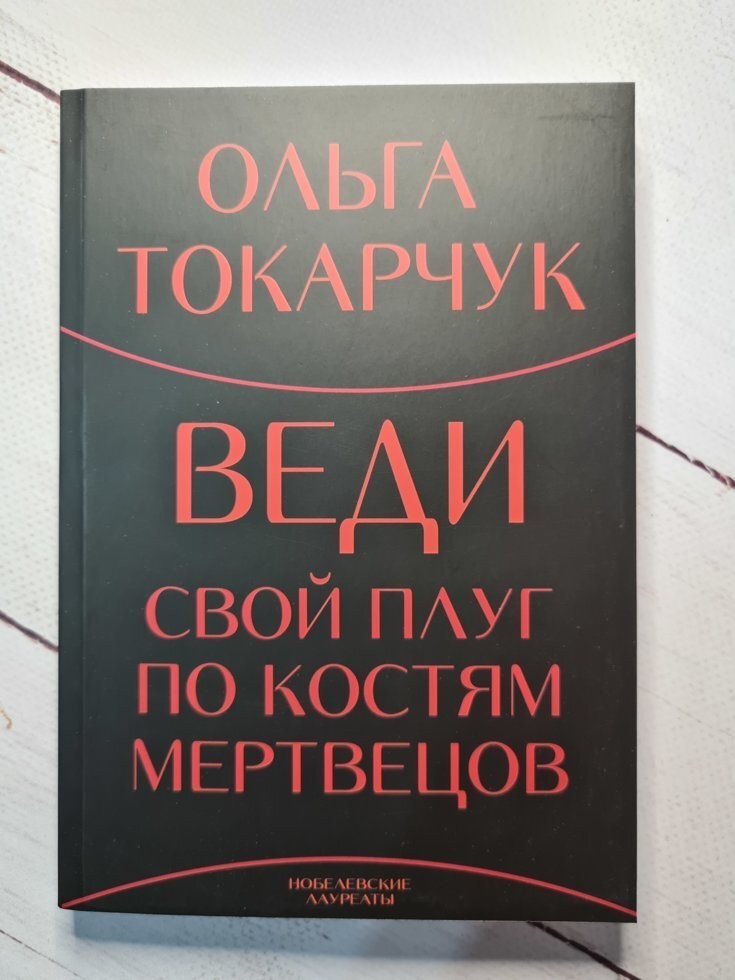 ОЛЬГА
ТОКАРЧУК
ВЕДИ
СВОЙ ПЛУГ
ПО КОСТЯМ
МЕРТВЕЦОВ
НОБЕЛЕВСКИЕ
ЛАУРЕАТЫ